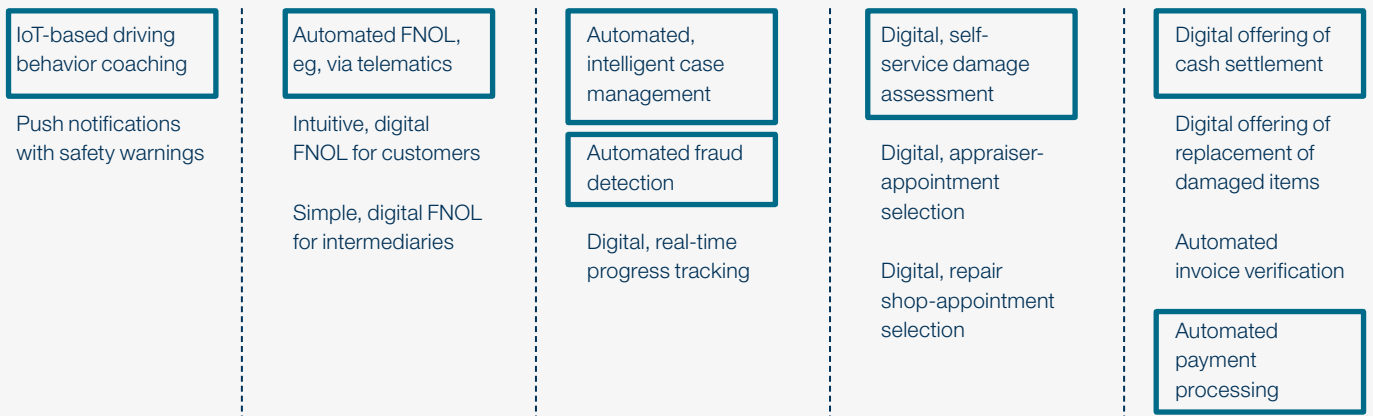 IoT-based driving
behavior coaching
Push notifications
with safety warnings
Automated FNOL,
eg, via telematics
Intuitive, digital
FNOL for customers
Simple, digital FNOL
for intermediaries
Automated,
intelligent case
management
Automated fraud
detection
Digital, real-time
progress tracking
Digital, self-
service damage
assessment
Digital, appraiser-
appointment
selection
Digital, repair
shop-appointment
selection
Digital offering of
cash settlement
Digital offering of
replacement of
damaged items
Automated
invoice verification
Automated
payment
processing